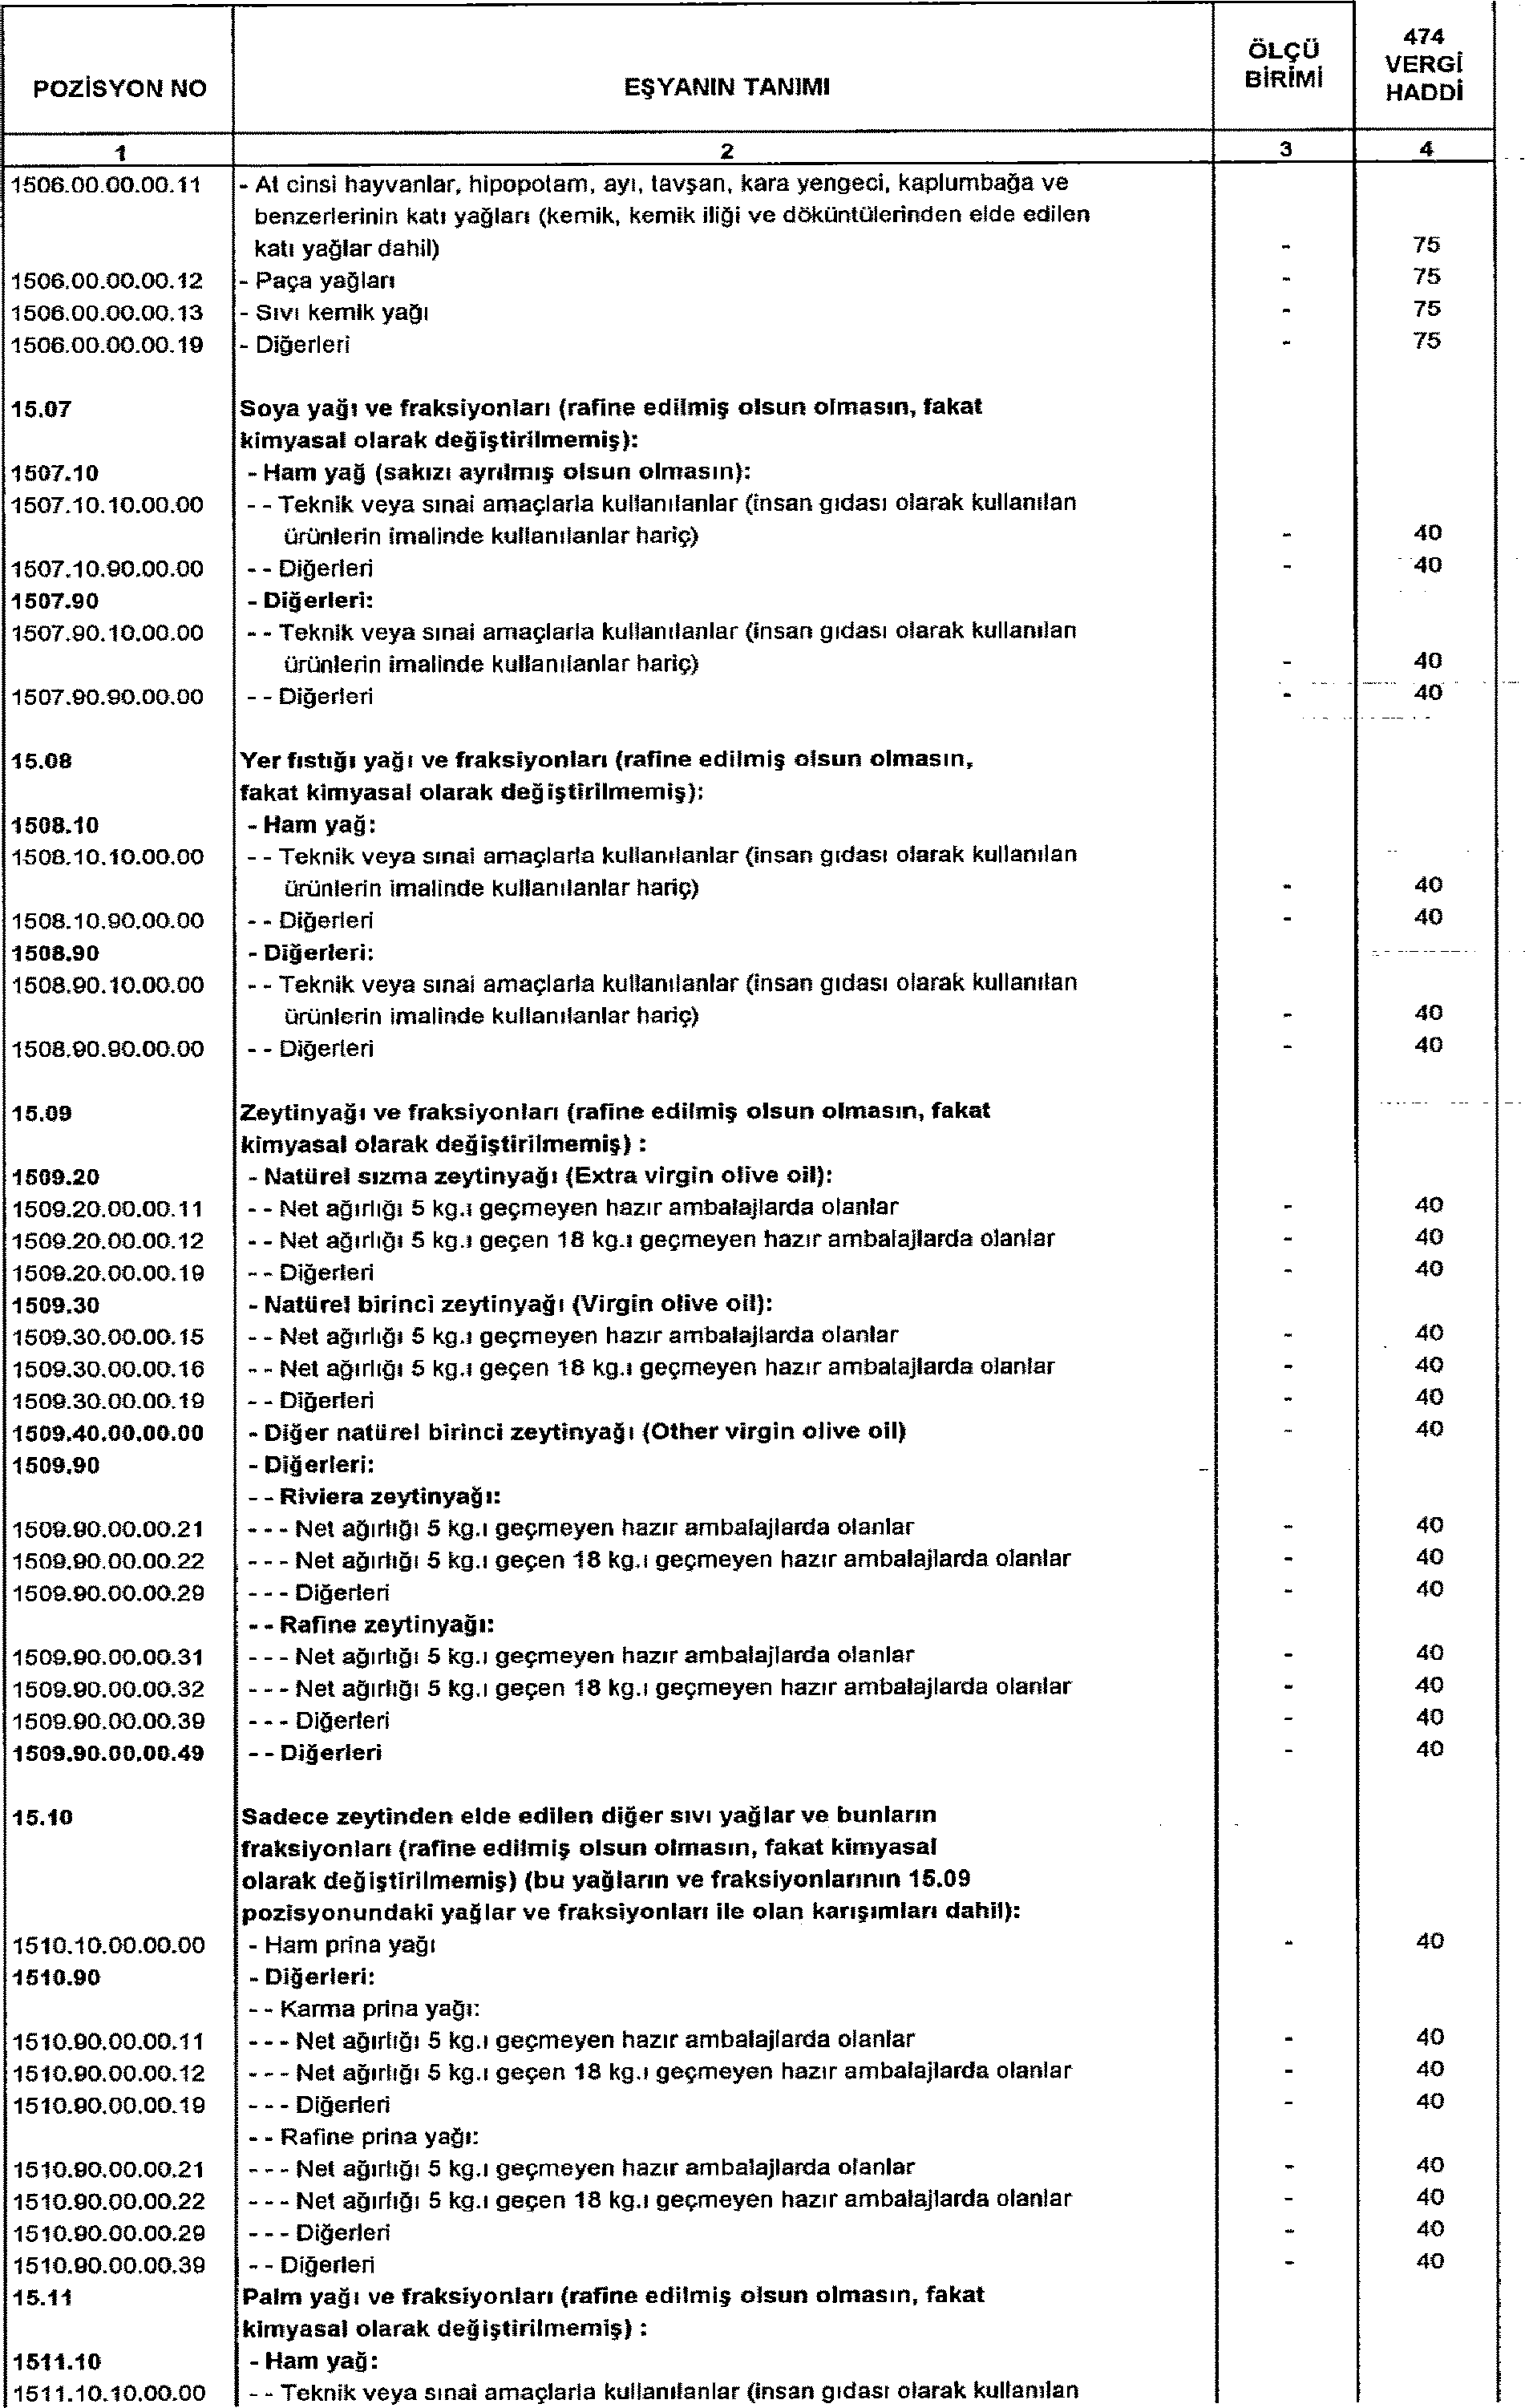 POZİSYON NO EŞYANIN TANIMI ÖLÇÜ BİRİMİ 474 VERGİ HADDİ
1 2 3 4
1506.00.00.00.11 - At cinsi hayvanlar, hipopotam, ayı, tavşan, kara yengeci, kaplumbağa ve
benzerlerinin katı yağları (kemik, kemik iliği ve döküntülerinden elde edilen
katı yağlar dahil) - 75
1506.00.00.00.12 - Paça yağları - 75
1506.00.00.00.13 - Sıvı kemik yağı - 75
1506.00.00.00.19 - Diğerleri - 75
15.07 Soya yağı ve fraksiyonları (rafine edilmiş olsun olmasın, fakat
kimyasal olarak değiştirilmemiş):
1507.10 - Ham yağ (sakızı ayrılmış olsun olmasın):
1507.10.10.00.00 - - Teknik veya sınai amaçlarla kullanılanlar (insan gıdası olarak kullanılan
ürünlerin imalinde kullanılanlar hariç) - 40
1507.10.90.00.00 - - Diğerleri - 40
1507.90 - Diğerleri:
1507.90.10.00.00 - - Teknik veya sınai amaçlarla kullanılanlar (insan gıdası olarak kullanılan
ürünlerin imalinde kullanılanlar hariç) - 40
1507.90.90.00.00 - - Diğerleri - 40
15.08 Yer fıstığı yağı ve fraksiyonları (rafine edilmiş olsun olmasın,
fakat kimyasal olarak değiştirilmemiş):
1508.10 - Ham yağ:
1508.10.10.00.00 - - Teknik veya sınai amaçlarla kullanılanlar (insan gıdası olarak kullanılan
ürünlerin imalinde kullanılanlar hariç) - 40
1508.10.90.00.00 - - Diğerleri - 40
1508.90 - Diğerleri:
1508.90.10.00.00 - - Teknik veya sınai amaçlarla kullanılanlar (insan gıdası olarak kullanılan
ürünlerin imalinde kullanılanlar hariç) - 40
1508.90.90.00.00 - - Diğerleri - 40
15.09 Zeytinyağı ve fraksiyonları (rafine edilmiş olsun olmasın, fakat
kimyasal olarak değiştirilmemiş) :
1509.20 - Natürel sızma zeytinyağı (Extra virgin olive oil):
1509.20.00.00.11 - - Net ağırlığı 5 kg.ı geçmeyen hazır ambalajlarda olanlar - 40
1509.20.00.00.12 - - Net ağırlığı 5 kg.ı geçen 18 kg.ı geçmeyen hazır ambalajlarda olanlar - 40
1509.20.00.00.19 - - Diğerleri - 40
1509.30 - Natürel birinci zeytinyağı (Virgin olive oil):
1509.30.00.00.15 - - Net ağırlığı 5 kg.ı geçmeyen hazır ambalajlarda olanlar - 40
1509.30.00.00.16 - - Net ağırlığı 5 kg.ı geçen 18 kg.ı geçmeyen hazır ambalajlarda olanlar - 40
1509.30.00.00.19 - - Diğerleri - 40
1509.40.00.00.00 - Diğer natürel birinci zeytinyağı (Other virgin olive oil) - 40
1509.90 - Diğerleri:
- - Riviera zeytinyağı:
1509.90.00.00.21 - - - Net ağırlığı 5 kg.ı geçmeyen hazır ambalajlarda olanlar - 40
1509.90.00.00.22 - - - Net ağırlığı 5 kg.ı geçen 18 kg.ı geçmeyen hazır ambalajlarda olanlar - 40
1509.90.00.00.29 - - - Diğerleri - 40
- - Rafine zeytinyağı:
1509.90.00.00.31 - - - Net ağırlığı 5 kg.ı geçmeyen hazır ambalajlarda olanlar - 40
1509.90.00.00.32 - - - Net ağırlığı 5 kg.ı geçen 18 kg.ı geçmeyen hazır ambalajlarda olanlar - 40
1509.90.00.00.39 - - - Diğerleri - 40
1509.90.00.00.49 - - Diğerleri - 40
15.10 Sadece zeytinden elde edilen diğer sıvı yağlar ve bunların
fraksiyonları (rafine edilmiş olsun olmasın, fakat kimyasal
olarak değiştirilmemiş) (bu yağların ve fraksiyonlarının 15.09
pozisyonundaki yağlar ve fraksiyonları ile olan karışımları dahil):
1510.10.00.00.00 - Ham prina yağı - 40
1510.90 - Diğerleri:
- - Karma prina yağı:
1510.90.00.00.11 - - - Net ağırlığı 5 kg.ı geçmeyen hazır ambalajlarda olanlar - 40
1510.90.00.00.12 - - - Net ağırlığı 5 kg.ı geçen 18 kg.ı geçmeyen hazır ambalajlarda olanlar - 40
1510.90.00.00.19 - - - Diğerleri - 40
- - Rafine prina yağı:
1510.90.00.00.21 - - - Net ağırlığı 5 kg.ı geçmeyen hazır ambalajlarda olanlar - 40
1510.90.00.00.22 - - - Net ağırlığı 5 kg.ı geçen 18 kg.ı geçmeyen hazır ambalajlarda olanlar - 40
1510.90.00.00.29 - - - Diğerleri - 40
1510.90.00.00.39 - - Diğerleri - 40
15.11 Palm yağı ve fraksiyonları (rafine edilmiş olsun olmasın, fakat
kimyasal olarak değiştirilmemiş) :
1511.10 - Ham yağ:
1511.10.10.00.00 - - Teknik veya sınai amaçlarla kullanılanlar (insan gıdası olarak kullanılan